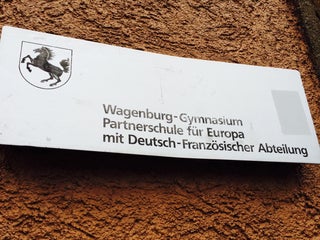 Wagenburg-Gymnasium
Partnerschule für Europa
mit Deutsch-Französischer Abteilung